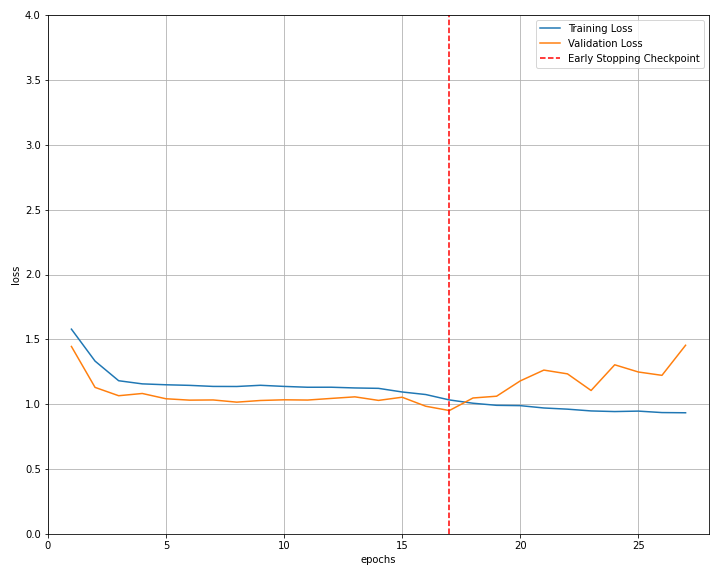 4.0
3.5
3.0
2.5
2.0
1.5
1.0
0.5
0.0
loss
0 5 10 15 20 25
epochs
Training Loss
Validation Loss
Early Stopping Checkpoint